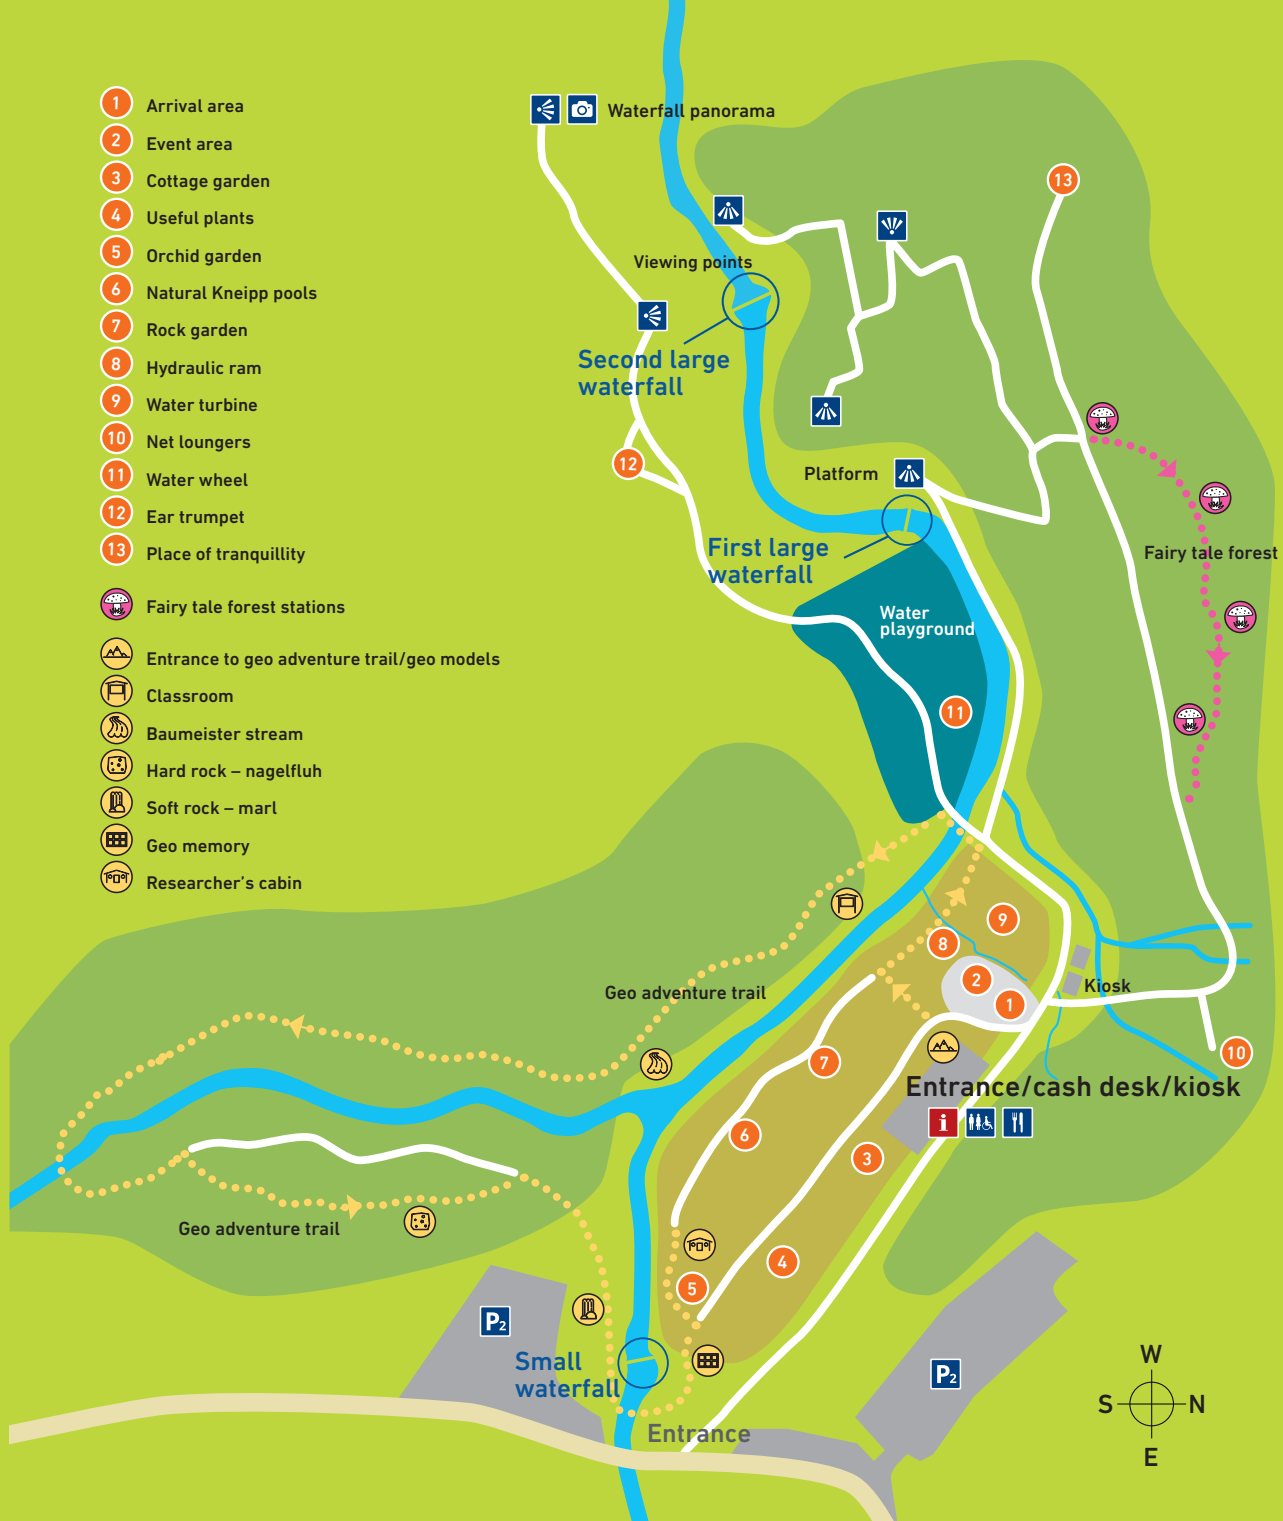 1 Arrival area
2 Event area
3 Cottage garden
4 Useful plants
5 Orchid garden
6 Natural Kneipp pools
7 Rock garden
8 Hydraulic ram
9 Water turbine
10 Net loungers
11 Water wheel
12 Ear trumpet
13 Place of tranquillity
Fairy tale forest stations
Entrance to geo adventure trail/geo models
Classroom
Baumeister stream
Hard rock – nagelfluh
Soft rock – marl
Geo memory
Researcher's cabin
Waterfall panorama
13
Viewing points
Second large
waterfall
12
Platform
First large
waterfall
Fairy tale forest
Water
playground
11
9
8
2
1
Kiosk
Geo adventure trail
7
10
Entrance/cash desk/kiosk
i
6
3
Geo adventure trail
4
5
P2
Small
waterfall
P2
Entrance
W
S N
E